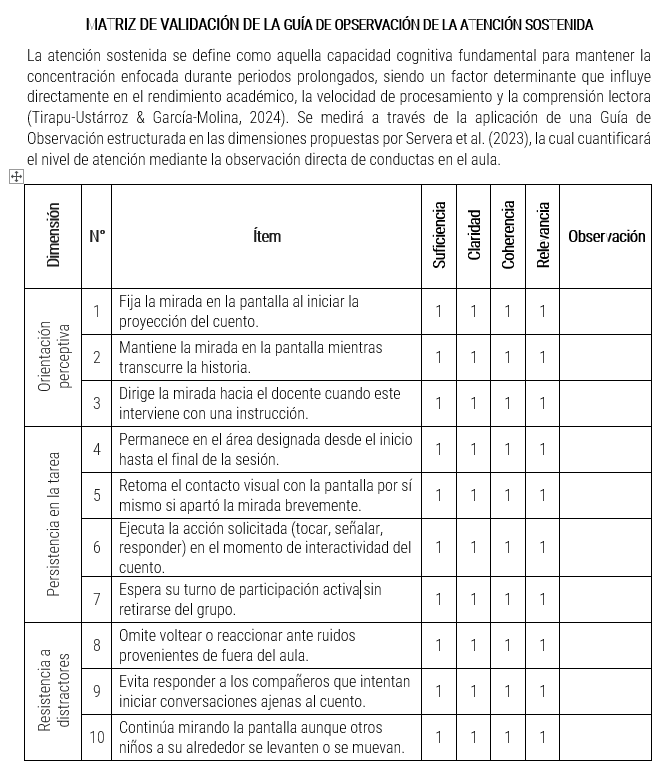 MATRIZ DE VALIDACIÓN DE LA GUÍA DE OBSERVACIÓN DE LA ATENCIÓN SOSTENIDA
La atención sostenida se define como aquella capacidad cognitiva fundamental para mantener la
concentración enfocada durante periodos prolongados, siendo un factor determinante que influye
directamente en el rendimiento académico, la velocidad de procesamiento y la comprensión lectora
(Tirapu-Ustárroz & García-Molina, 2024). Se medirá a través de la aplicación de una Guía de
Observación estructurada en las dimensiones propuestas por Servera et al. (2023), la cual cuantificará
el nivel de atención mediante la observación directa de conductas en el aula.
Dimensión N° Ítem Suficiencia Claridad Coherencia Relevancia Observación
Orientación
perceptiva
1 Fija la mirada en la pantalla al iniciar la
proyección del cuento. 1 1 1 1
2 Mantiene la mirada en la pantalla mientras
transcurre la historia. 1 1 1 1
3 Dirige la mirada hacia el docente cuando este
interviene con una instrucción. 1 1 1 1
Persistencia en la tarea
4 Permanece en el área designada desde el inicio
hasta el final de la sesión. 1 1 1 1
5 Retoma el contacto visual con la pantalla por sí
mismo si apartó la mirada brevemente. 1 1 1 1
6 Ejecuta la acción solicitada (tocar, señalar,
responder) en el momento de interactividad del
cuento. 1 1 1 1
7 Espera su turno de participación activa sin
retirarse del grupo. 1 1 1 1
Resistencia a
distractores
8 Omite voltear o reaccionar ante ruidos
provenientes de fuera del aula. 1 1 1 1
9 Evita responder a los compañeros que intentan
iniciar conversaciones ajenas al cuento. 1 1 1 1
10 Continúa mirando la pantalla aunque otros
niños a su alrededor se levanten o se muevan. 1 1 1 1